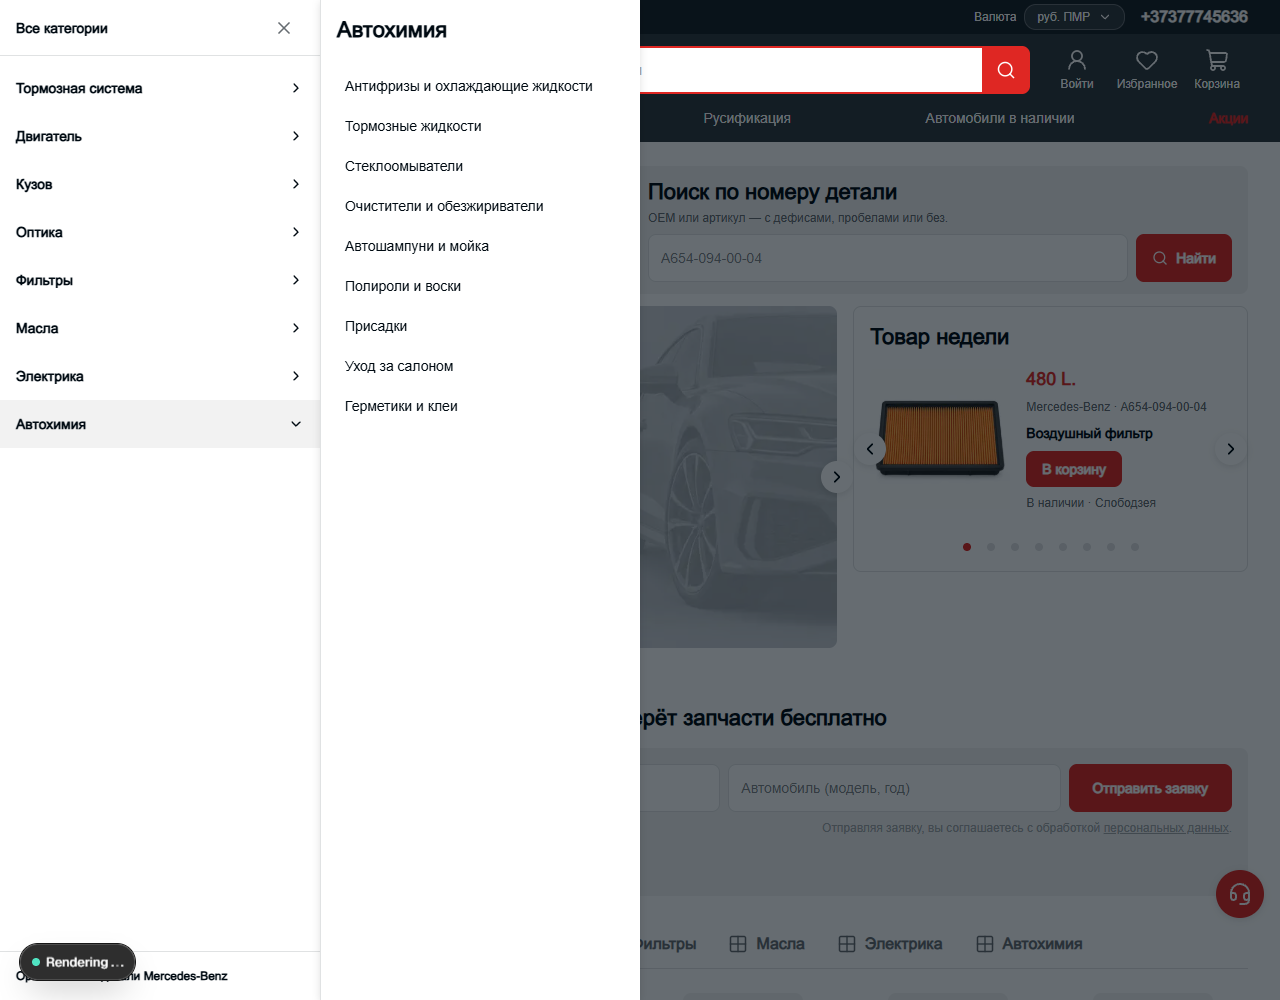 Все категории
Тормозная система
Двигатель
Кузов
Оптика
Фильтры
Масла
Электрика
Автохимия
Rendering ...
Mercedes-Benz
Автохимия
Антифризы и охлаждающие жидкости
Тормозные жидкости
Стеклоомыватели
Очистители и обезжириватели
Автошампуни и мойка
Полироли и воски
Присадки
Уход за салоном
Герметики и клеи
Валюта
руб. ПМР
+37377745636
Войти
Избранное
Корзина
Русификация
Автомобили в наличии
Акции
Поиск по номеру детали
OEM или артикул — с дефисами, пробелами или без.
A654-094-00-04
Найти
Товар недели
480 L.
Mercedes-Benz · A654-094-00-04
Воздушный фильтр
В корзину
В наличии · Слободзея
запчасти бесплатно
Автомобиль (модель, год)
Отправить заявку
Отправляя заявку, вы соглашаетесь с обработкой персональных данных.
Фильтры
Масла
Электрика
Автохимия